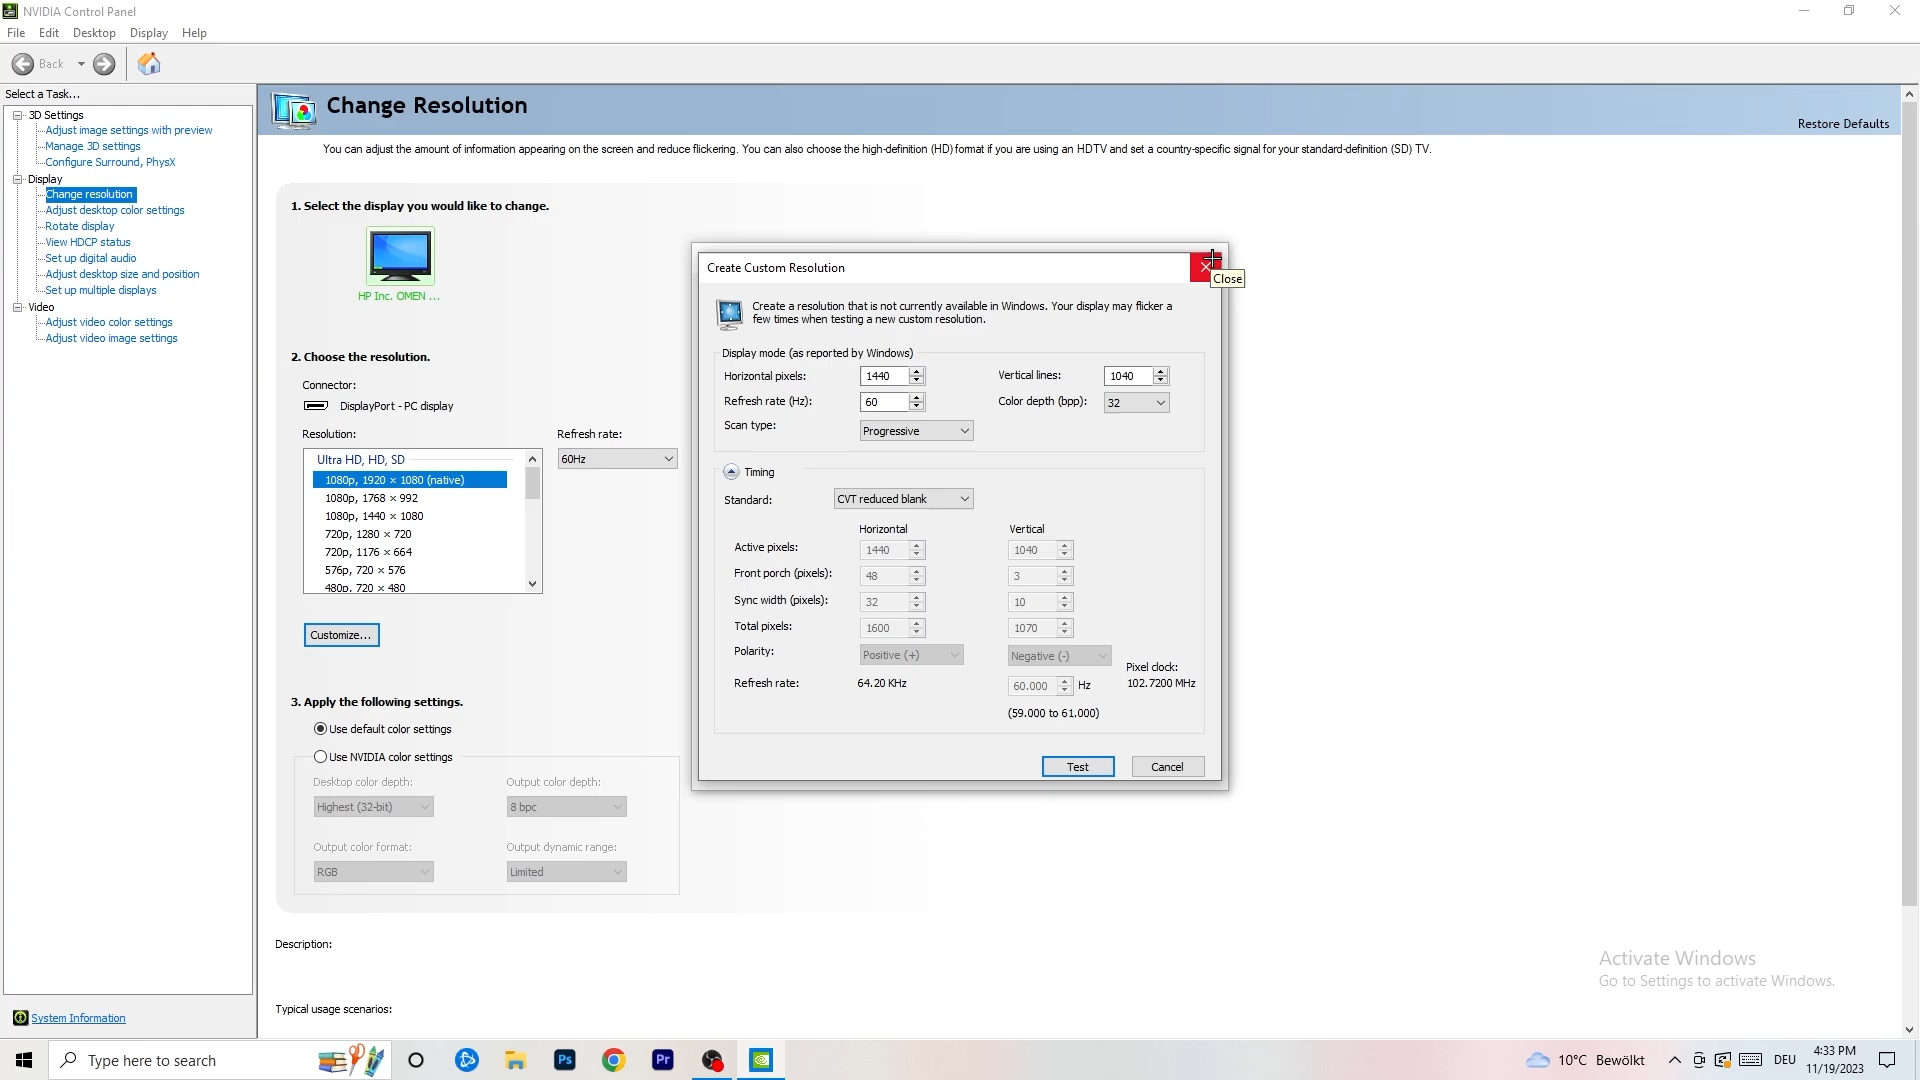 NVIDIA Control Panel
File Edit Desktop Display Help
Back
Select a Task...
3D Settings
Adjust image settings with preview
Manage 3D settings
Configure Surround, PhysX
Display
Change resolution
Adjust desktop color settings
Rotate display
View HDCP status
Set up digital audio
Adjust desktop size and position
Set up multiple displays
Video
Adjust video color settings
Adjust video image settings
System Information
Change Resolution
Restore Defaults
You can adjust the amount of information appearing on the screen and reduce flickering. You can also choose the high-definition (HD) format if you are using an HDTV and set a country-specific signal for your standard-definition (SD) TV.
1. Select the display you would like to change.
HP Inc. OMEN ...
2. Choose the resolution.
Connector:
DisplayPort - PC display
Resolution:
Refresh rate:
Ultra HD, HD, SD
60Hz
1080p, 1920 × 1080 (native)
1080p, 1768 × 992
1080p, 1440 × 1080
720p, 1280 × 720
720p, 1176 × 664
576p, 720 × 576
480p, 720 × 480
Customize...
3. Apply the following settings.
Use default color settings
Use NVIDIA color settings
Desktop color depth:
Output color depth:
Highest (32-bit)
8 bpc
Output color format:
Output dynamic range:
RGB
Limited
Description:
Typical usage scenarios:
Create Custom Resolution
Close
Create a resolution that is not currently available in Windows. Your display may flicker a
few times when testing a new custom resolution.
Display mode (as reported by Windows)
Horizontal pixels: 1440 Vertical lines: 1040
Refresh rate (Hz): 60 Color depth (bpp): 32
Scan type: Progressive
Timing
Standard: CVT reduced blank
Horizontal Vertical
Active pixels: 1440 1040
Front porch (pixels): 48 3
Sync width (pixels): 32 10
Total pixels: 1600 1070
Polarity: Positive (+) Negative (-)
Pixel clock:
Refresh rate: 64.20 KHz 60.000 Hz 102.7200 MHz
(59.000 to 61.000)
Test Cancel
Activate Windows
Go to Settings to activate Windows.
Type here to search
Ps
Pr
10°C Bewölkt
DEU
4:33 PM
11/19/2023